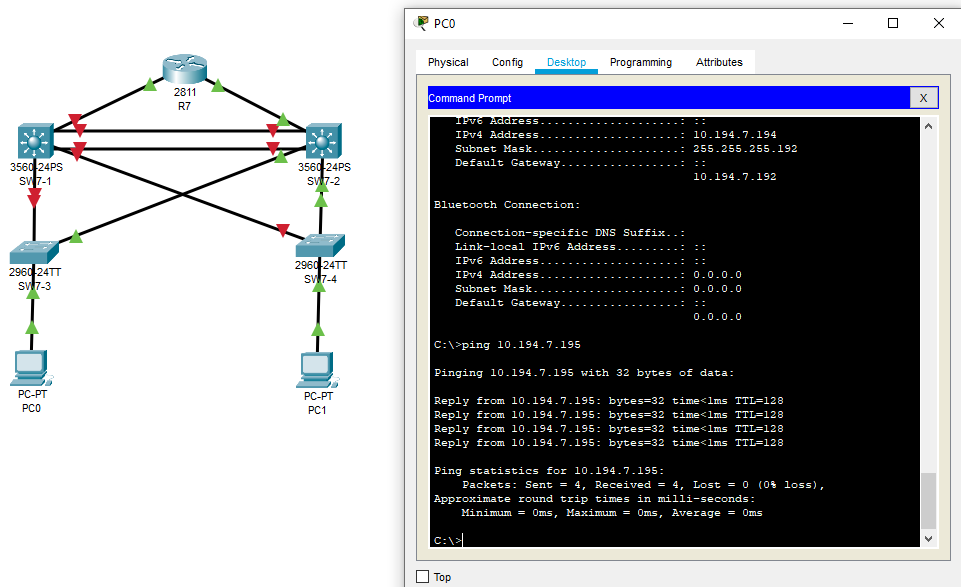 2811
R7
3560-24PS
SW7-1
3560-24PS
SW7-2
2960-24TT
SW7-3
2960-24TT
SW7-4
PC-PT
PC0
PC-PT
PC1
PC0
Physical Config Desktop Programming Attributes
Command Prompt X
IPv6 Address....................: ::
IPv4 Address....................: 10.194.7.194
Subnet Mask.....................: 255.255.255.192
Default Gateway.................: ::
10.194.7.192
Bluetooth Connection:
Connection-specific DNS Suffix..:
Link-local IPv6 Address.........: ::
IPv6 Address....................: ::
IPv4 Address....................: 0.0.0.0
Subnet Mask.....................: 0.0.0.0
Default Gateway.................: ::
0.0.0.0
C:\>ping 10.194.7.195
Pinging 10.194.7.195 with 32 bytes of data:
Reply from 10.194.7.195: bytes=32 time<1ms TTL=128
Reply from 10.194.7.195: bytes=32 time<1ms TTL=128
Reply from 10.194.7.195: bytes=32 time<1ms TTL=128
Reply from 10.194.7.195: bytes=32 time<1ms TTL=128
Ping statistics for 10.194.7.195:
Packets: Sent = 4, Received = 4, Lost = 0 (0% loss),
Approximate round trip times in milli-seconds:
Minimum = 0ms, Maximum = 0ms, Average = 0ms
C:\>
Top